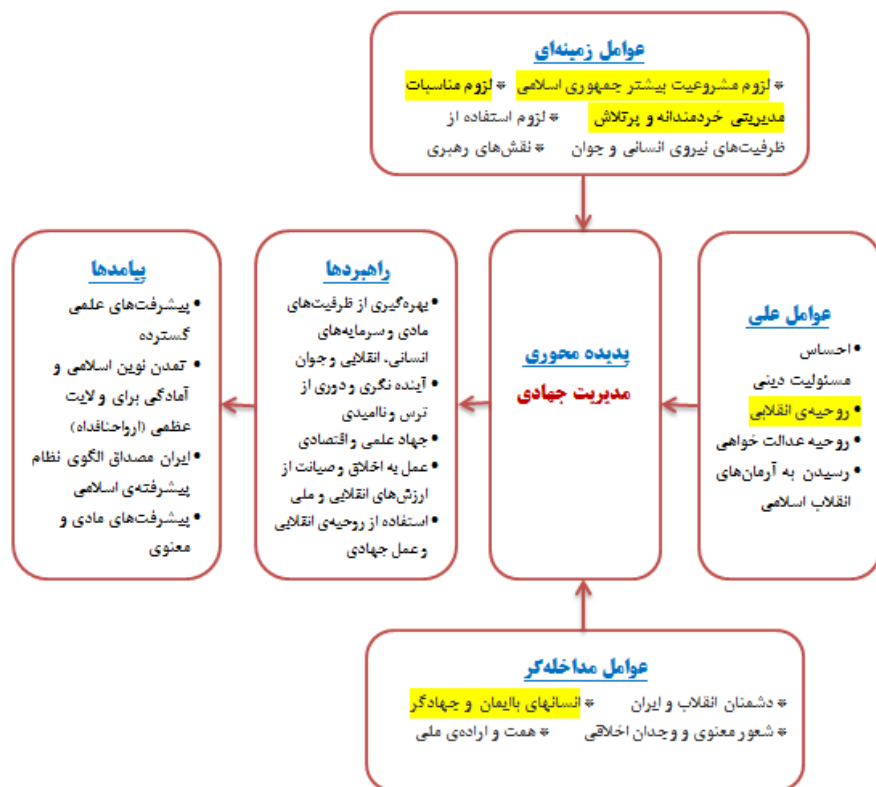 عوامل زمینه‌ای
* لزوم مشروعیت بیشتر جمهوری اسلامی * لزوم مناسبات
مدیریتی خردمندانه و پرتلاش * لزوم استفاده از
ظرفیت‌های نیروی انسانی و جوان * نقش‌های رهبری
عوامل علی
• احساس
مسئولیت دینی
• روحیه‌ی انقلابی
• روحیه عدالت خواهی
• رسیدن به آرمان‌های
انقلاب اسلامی
پدیده محوری
مدیریت جهادی
راهبردها
• بهره‌گیری از ظرفیت‌های
مادی و سرمایه‌های
انسانی، انقلابی و جوان
• آینده نگری و دوری از
ترس و ناامیدی
• جهاد علمی و اقتصادی
• عمل به اخلاق و صیانت از
ارزش‌های انقلابی و ملی
• استفاده از روحیه‌ی انقلابی
و عمل جهادی
پیامدها
• پیشرفت‌های علمی
گسترده
• تمدن نوین اسلامی و
آمادگی برای ولایت
عظمی (ارواحنافداه)
• ایران مصداق الگوی نظام
پیشرفته‌ی اسلامی
• پیشرفت‌های مادی و
معنوی
عوامل مداخله‌گر
* دشمنان انقلاب و ایران * انسانهای باایمان و جهادگر
* شعور معنوی و وجدان اخلاقی * همت و اراده‌ی ملی